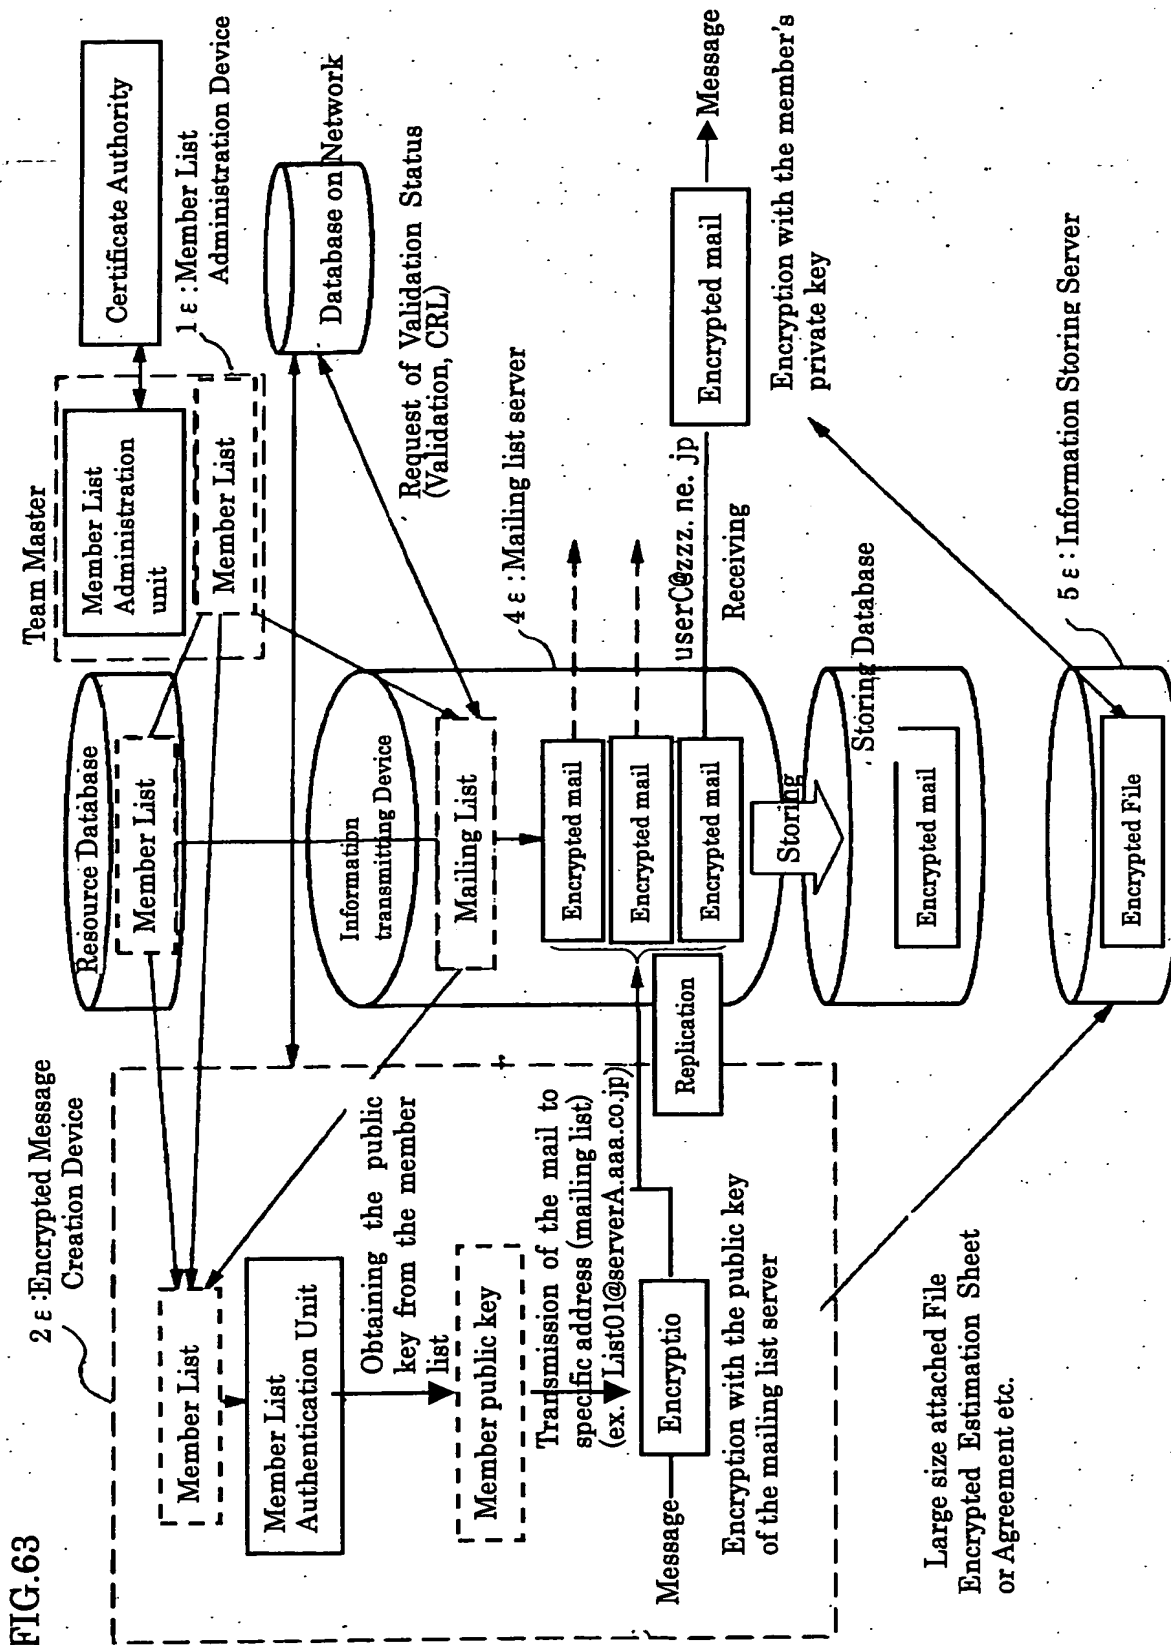 FIG.63
2 ε :Encrypted Message
Creation Device
Member List
Member List
Authentication Unit
Obtaining the public
key from the member
list
Member public key
Transmission of the mail to
specific address (mailing list)
(ex. List01@serverA.aaa.co.jp)
Message
Encryptio
Encryption with the public key
of the mailing list server
Large size attached File
Encrypted Estimation Sheet
or Agreement etc.
Resource Database
Member List
Information
transmitting Device
Mailing List
Encrypted mail
Encrypted mail
Encrypted mail
Replication
Storing
Storing Database
Encrypted mail
Encrypted File
Team Master
Member List
Administration
unit
Member List
Certificate Authority
1 ε :Member List
Administration Device
Database on Network
Request of Validation Status
(Validation, CRL)
4 ε :Mailing list server
userC@zzz.ne.jp
Receiving
Encrypted mail
Message
Encryption with the member's
private key
5 ε :Information Storing Server